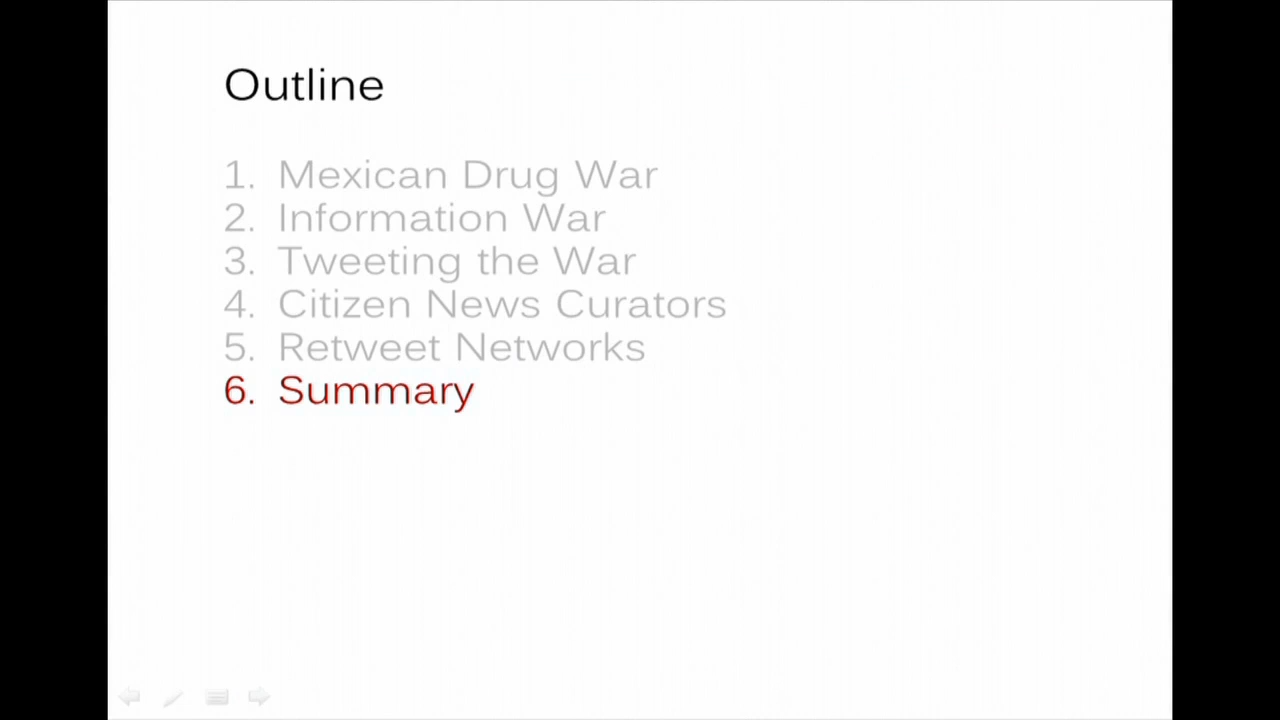 Outline
1. Mexican Drug War
2. Information War
3. Tweeting the War
4. Citizen News Curators
5. Retweet Networks
6. Summary